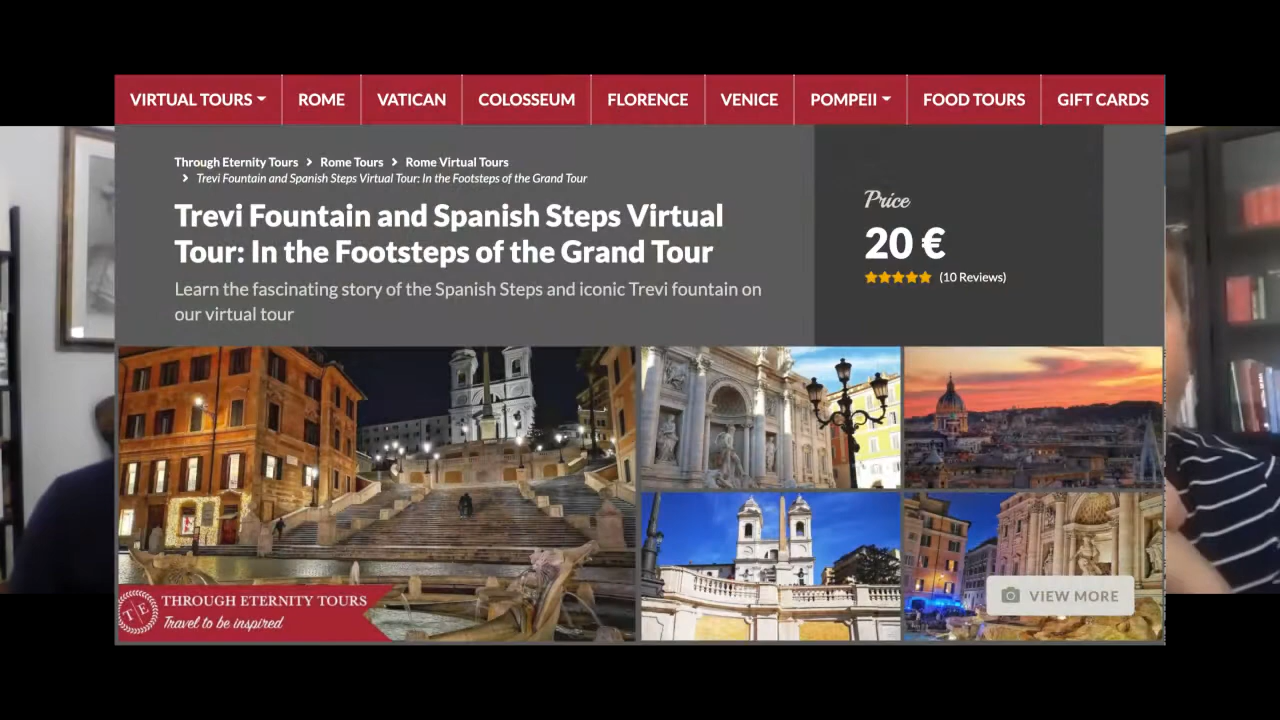 VIRTUAL TOURS
ROME
VATICAN
COLOSSEUM
FLORENCE
VENICE
POMPEII
FOOD TOURS
GIFT CARDS
Through Eternity Tours > Rome Tours > Rome Virtual Tours
> Trevi Fountain and Spanish Steps Virtual Tour: In the Footsteps of the Grand Tour
Trevi Fountain and Spanish Steps Virtual
Tour: In the Footsteps of the Grand Tour
Learn the fascinating story of the Spanish Steps and iconic Trevi fountain on
our virtual tour
Price
20 €
(10 Reviews)
TE
THROUGH ETERNITY TOURS
Travel to be inspired
VIEW MORE